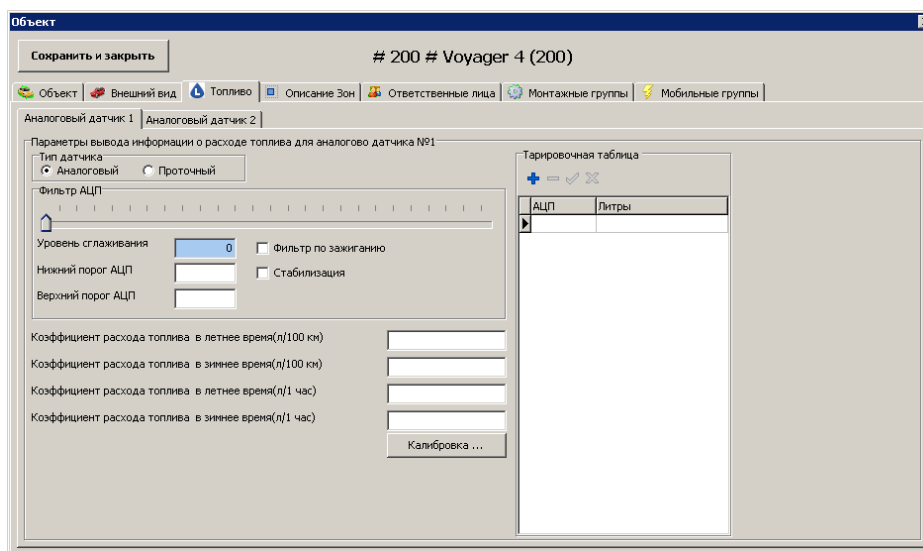 Объект
Сохранить и закрыть
# 200 # Voyager 4 (200)
Объект Внешний вид Топливо Описание Зон Ответственные лица Монтажные группы Мобильные группы
Аналоговый датчик 1 Аналоговый датчик 2
Параметры вывода информации о расходе топлива для аналогово датчика №1
Тип датчика
Аналоговый Проточный
Фильтр АЦП
Уровень сглаживания 0 Фильтр по зажиганию
Нижний порог АЦП Стабилизация
Верхний порог АЦП
Коэффициент расхода топлива в летнее время(л/100 км)
Коэффициент расхода топлива в зимнее время(л/100 км)
Коэффициент расхода топлива в летнее время(л/1 час)
Коэффициент расхода топлива в зимнее время(л/1 час)
Калибровка ...
Тарировочная таблица
АЦП Литры